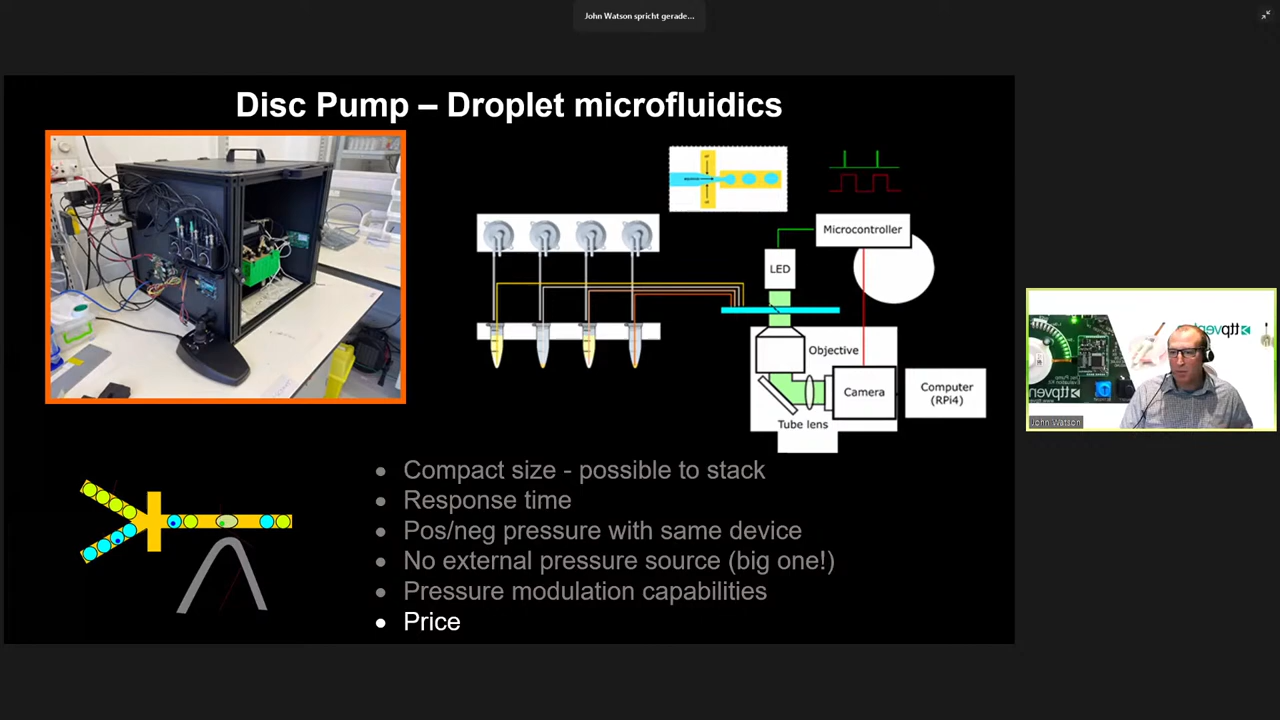 John Watson spricht gerade...
Disc Pump – Droplet microfluidics
Microcontroller
LED
Objective
Camera
Computer
(RPi4)
Tube lens
Compact size - possible to stack
Response time
Pos/neg pressure with same device
No external pressure source (big one!)
Pressure modulation capabilities
Price
John Watson